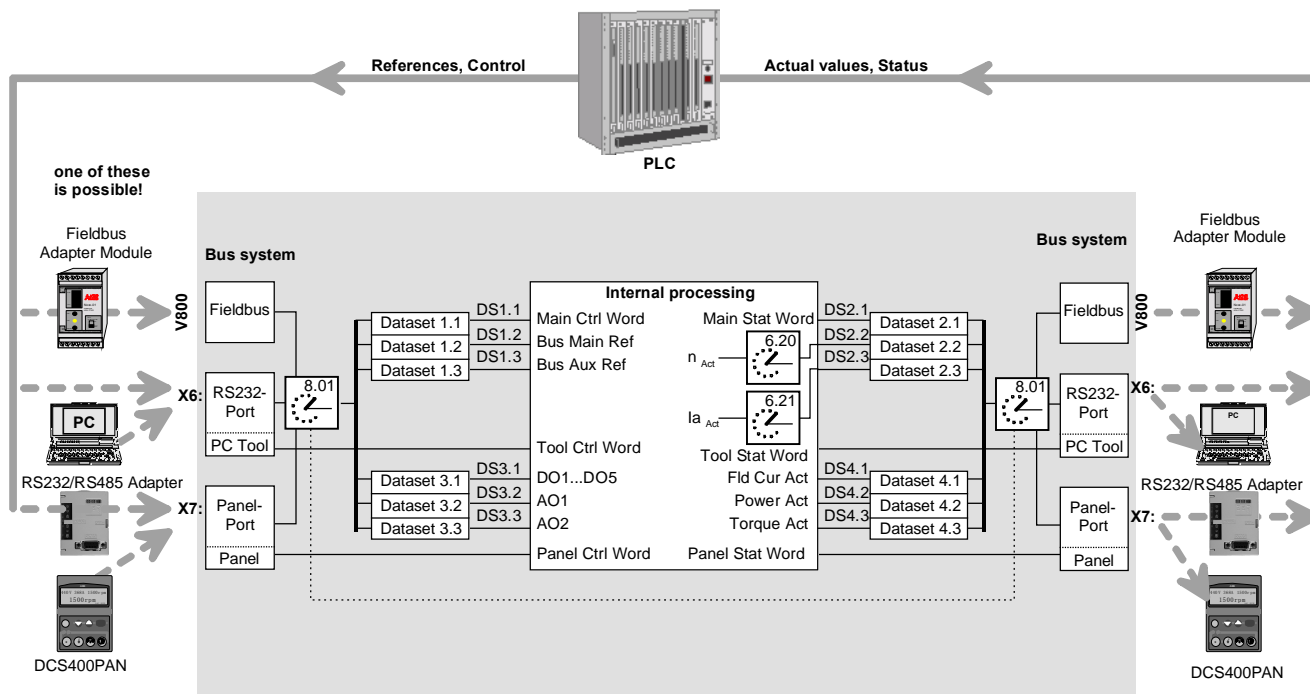 References, Control
Actual values, Status
PLC
one of these
is possible!
Fieldbus
Adapter Module
ABB
V800
Bus system
Fieldbus
X6:
RS232-
Port
PC Tool
PC
RS232/RS485 Adapter
X7:
Panel-
Port
Panel
1500rpm
DCS400PAN
8.01
Dataset 1.1
Dataset 1.2
Dataset 1.3
DS1.1
DS1.2
DS1.3
Dataset 3.1
Dataset 3.2
Dataset 3.3
DS3.1
DS3.2
DS3.3
Internal processing
Main Ctrl Word
Bus Main Ref
Bus Aux Ref
Tool Ctrl Word
DO1...DO5
AO1
AO2
Panel Ctrl Word
Main Stat Word
n Act
6.20
Ia Act
6.21
Tool Stat Word
Fld Cur Act
Power Act
Torque Act
Panel Stat Word
DS2.1
DS2.2
DS2.3
Dataset 2.1
Dataset 2.2
Dataset 2.3
DS4.1
DS4.2
DS4.3
Dataset 4.1
Dataset 4.2
Dataset 4.3
8.01
Bus system
Fieldbus
V800
RS232-
Port
PC Tool
X6:
Panel-
Port
Panel
X7:
Fieldbus
Adapter Module
ABB
PC
RS232/RS485 Adapter
1500rpm
DCS400PAN